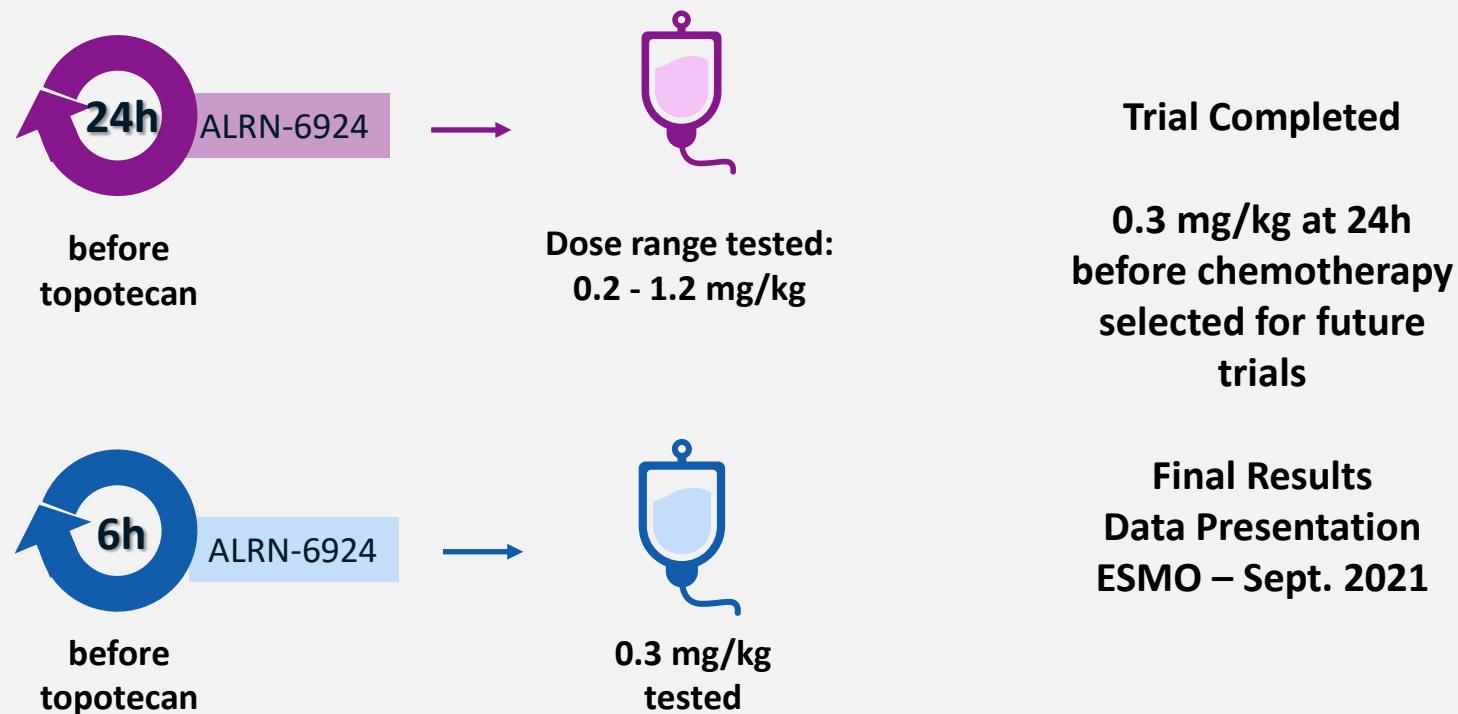 24h
ALRN-6924
before
topotecan
Dose range tested:
0.2 - 1.2 mg/kg
6h
ALRN-6924
before
topotecan
0.3 mg/kg
tested
Trial Completed
0.3 mg/kg at 24h
before chemotherapy
selected for future
trials
Final Results
Data Presentation
ESMO – Sept. 2021